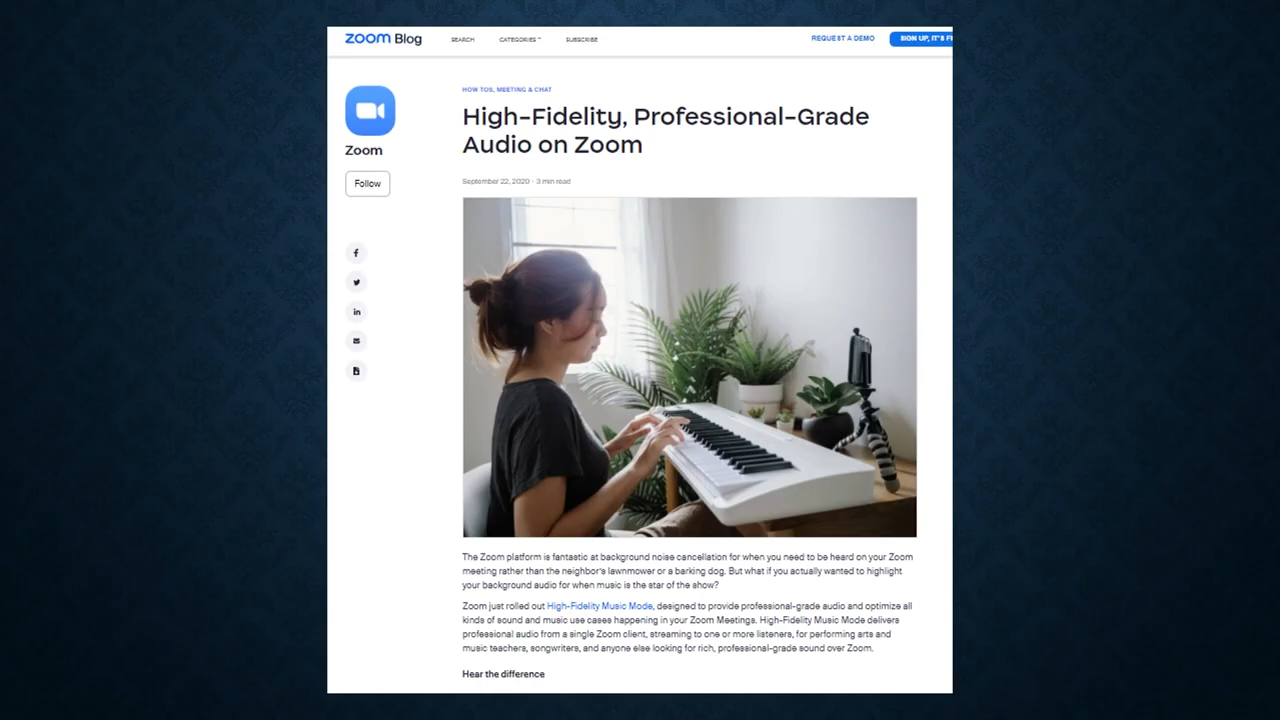 zoom Blog
SEARCH
CATEGORIES
SUBSCRIBE
REQUEST A DEMO
SIGN UP, IT'S
Zoom
Follow
HOW TOS, MEETING & CHAT
High-Fidelity, Professional-Grade
Audio on Zoom
September 22, 2020 · 3 min read
The Zoom platform is fantastic at background noise cancellation for when you need to be heard on your Zoom
meeting rather than the neighbor's lawnmower or a barking dog. But what if you actually wanted to highlight
your background audio for when music is the star of the show?
Zoom just rolled out High-Fidelity Music Mode, designed to provide professional-grade audio and optimize all
kinds of sound and music use cases happening in your Zoom Meetings. High-Fidelity Music Mode delivers
professional audio from a single Zoom client, streaming to one or more listeners, for performing arts and
music teachers, songwriters, and anyone else looking for rich, professional-grade sound over Zoom.
Hear the difference